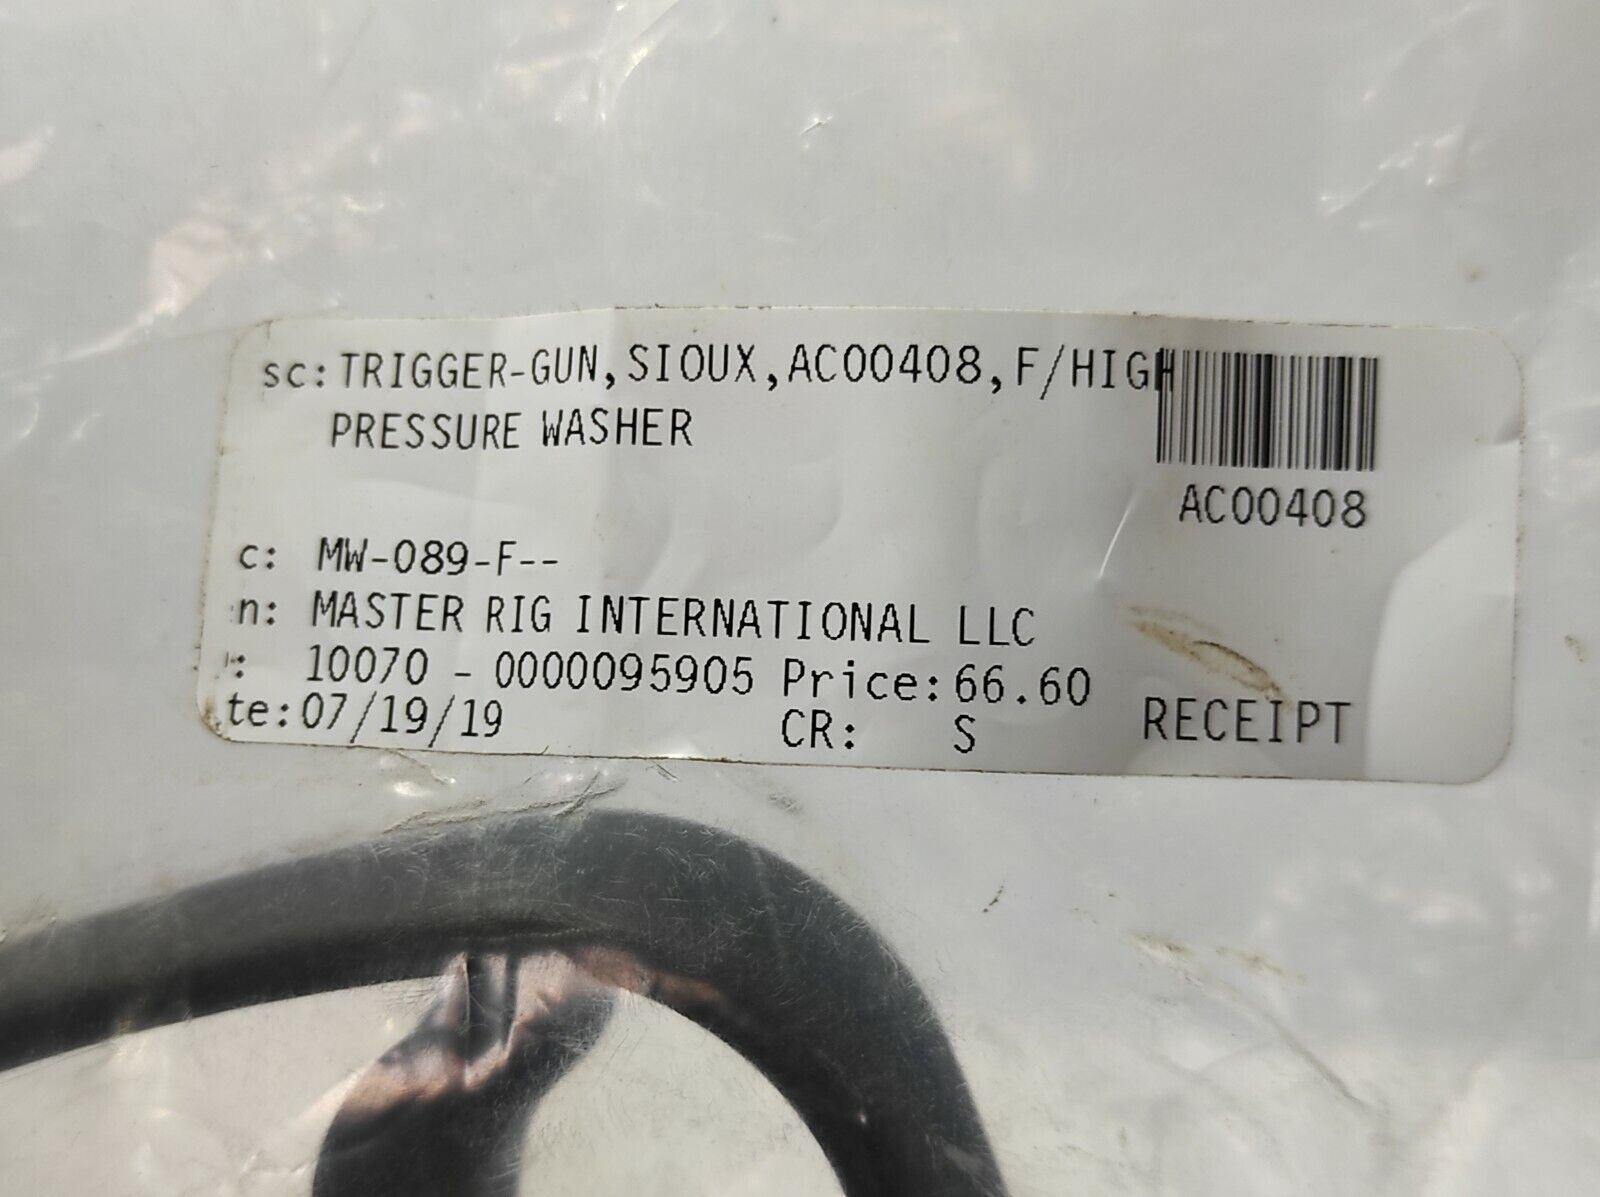 sc: TRIGGER-GUN,SIOUX,AC00408,F/HIGH
PRESSURE WASHER
AC00408
c: MW-089-F--
n: MASTER RIG INTERNATIONAL LLC
: 10070 - 0000095905 Price:66.60
te:07/19/19 CR: S RECEIPT